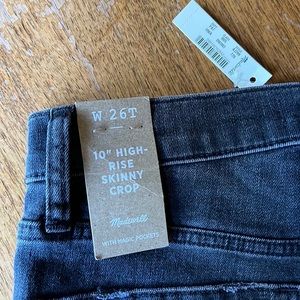 W 26T
10" HIGH-
RISE
SKINNY
CROP
Madewell
WITH MAGIC POCKETS